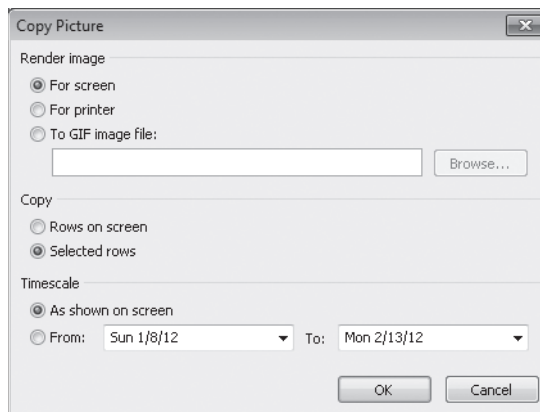 Copy Picture
Render image
For screen
For printer
To GIF image file:
Browse...
Copy
Rows on screen
Selected rows
Timescale
As shown on screen
From: Sun 1/8/12 To: Mon 2/13/12
OK Cancel